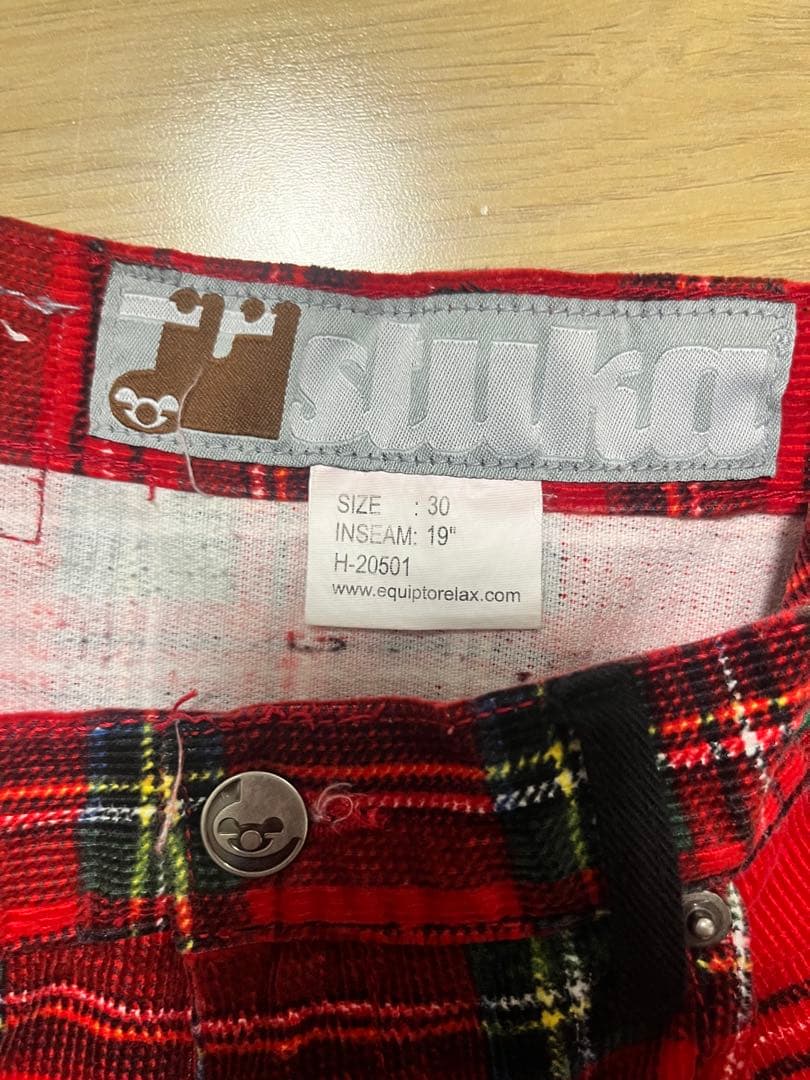 stuka
SIZE : 30
INSEAM: 19"
H-20501
www.equiptorelax.com